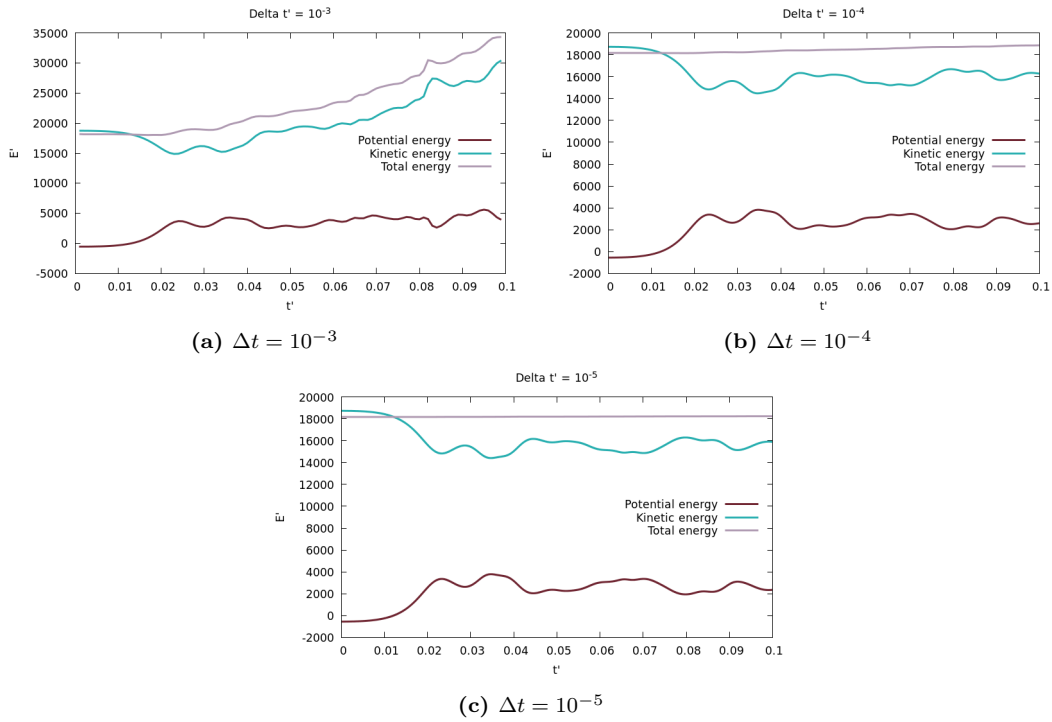 Delta t' = 10⁻³
35000
30000
25000
20000
15000
10000
5000
0
-5000
E'
Potential energy
Kinetic energy
Total energy
0 0.01 0.02 0.03 0.04 0.05 0.06 0.07 0.08 0.09 0.1
t'
(a) Δt = 10⁻³
Delta t' = 10⁻⁴
20000
18000
16000
14000
12000
10000
8000
6000
4000
2000
0
-2000
E'
Potential energy
Kinetic energy
Total energy
0 0.01 0.02 0.03 0.04 0.05 0.06 0.07 0.08 0.09 0.1
t'
(b) Δt = 10⁻⁴
Delta t' = 10⁻⁵
20000
18000
16000
14000
12000
10000
8000
6000
4000
2000
0
-2000
E'
Potential energy
Kinetic energy
Total energy
0 0.01 0.02 0.03 0.04 0.05 0.06 0.07 0.08 0.09 0.1
t'
(c) Δt = 10⁻⁵